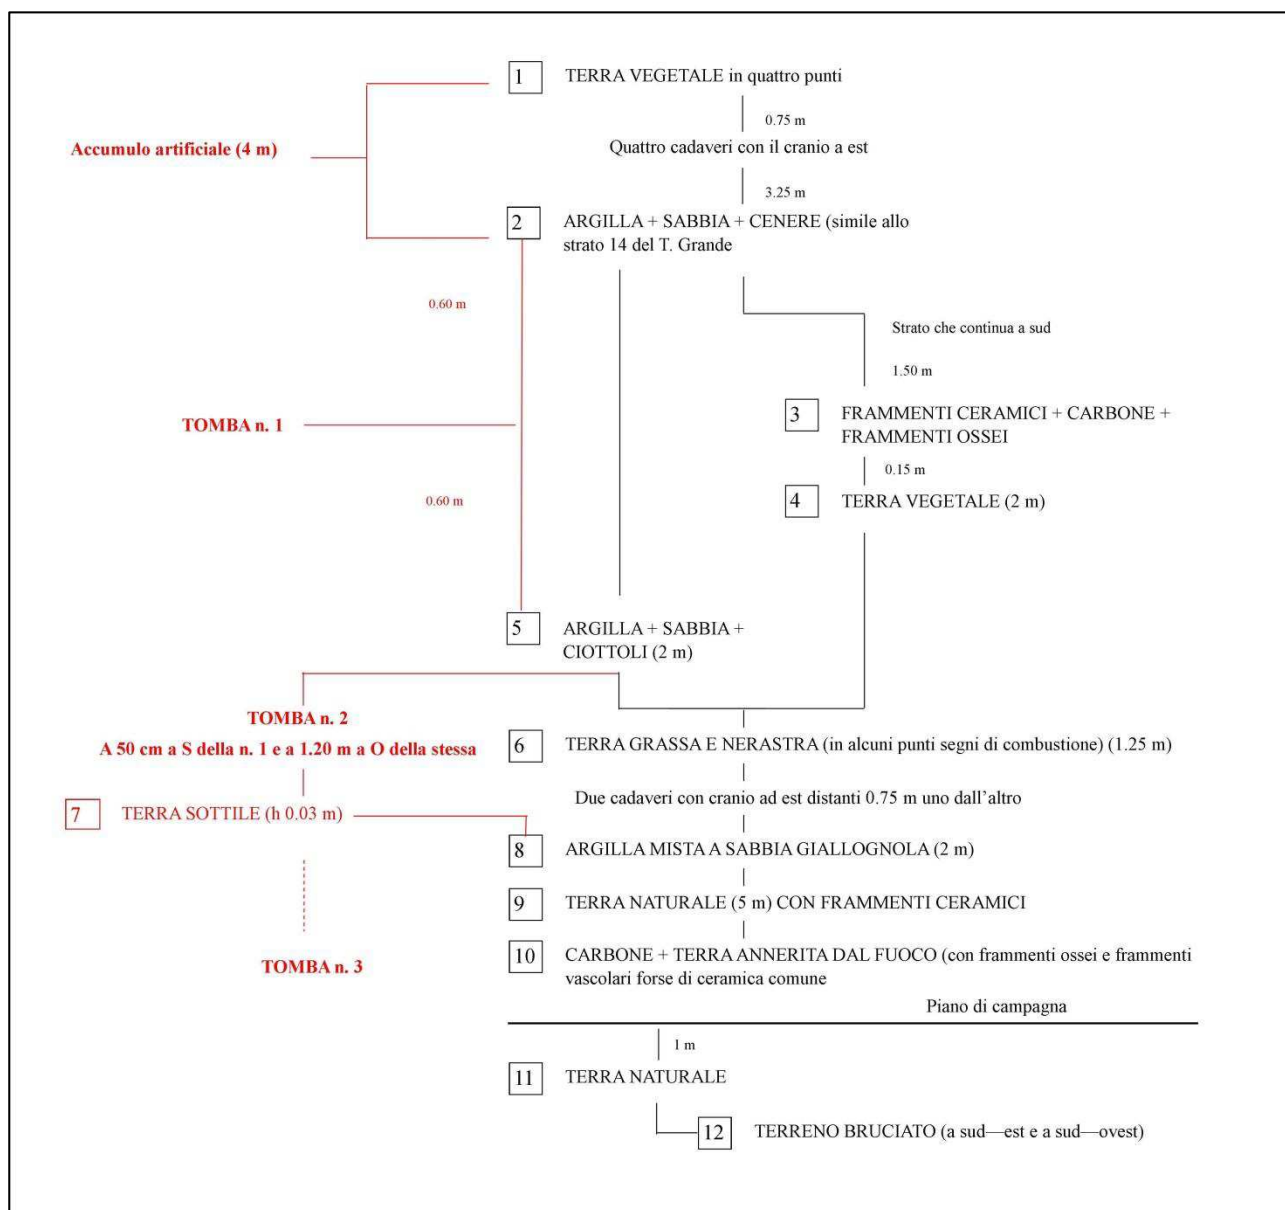 1
TERRA VEGETALE in quattro punti
0.75 m
Accumulo artificiale (4 m)
Quattro cadaveri con il cranio a est
3.25 m
2
ARGILLA + SABBIA + CENERE (simile allo
strato 14 del T. Grande
0.60 m
Strato che continua a sud
1.50 m
TOMBA n. 1
3
FRAMMENTI CERAMICI + CARBONE +
FRAMMENTI OSSEI
0.15 m
0.60 m
4
TERRA VEGETALE (2 m)
5
ARGILLA + SABBIA +
CIOTTOLI (2 m)
TOMBA n. 2
A 50 cm a S della n. 1 e a 1.20 m a O della stessa
6
TERRA GRASSA E NERASTRA (in alcuni punti segni di combustione) (1.25 m)
Due cadaveri con cranio ad est distanti 0.75 m uno dall’altro
7
TERRA SOTTILE (h 0.03 m)
8
ARGILLA MISTA A SABBIA GIALLOGNOLA (2 m)
9
TERRA NATURALE (5 m) CON FRAMMENTI CERAMICI
10
CARBONE + TERRA ANNERITA DAL FUOCO (con frammenti ossei e frammenti
vascolari forse di ceramica comune
TOMBA n. 3
Piano di campagna
1 m
11
TERRA NATURALE
12
TERRENO BRUCIATO (a sud—est e a sud—ovest)